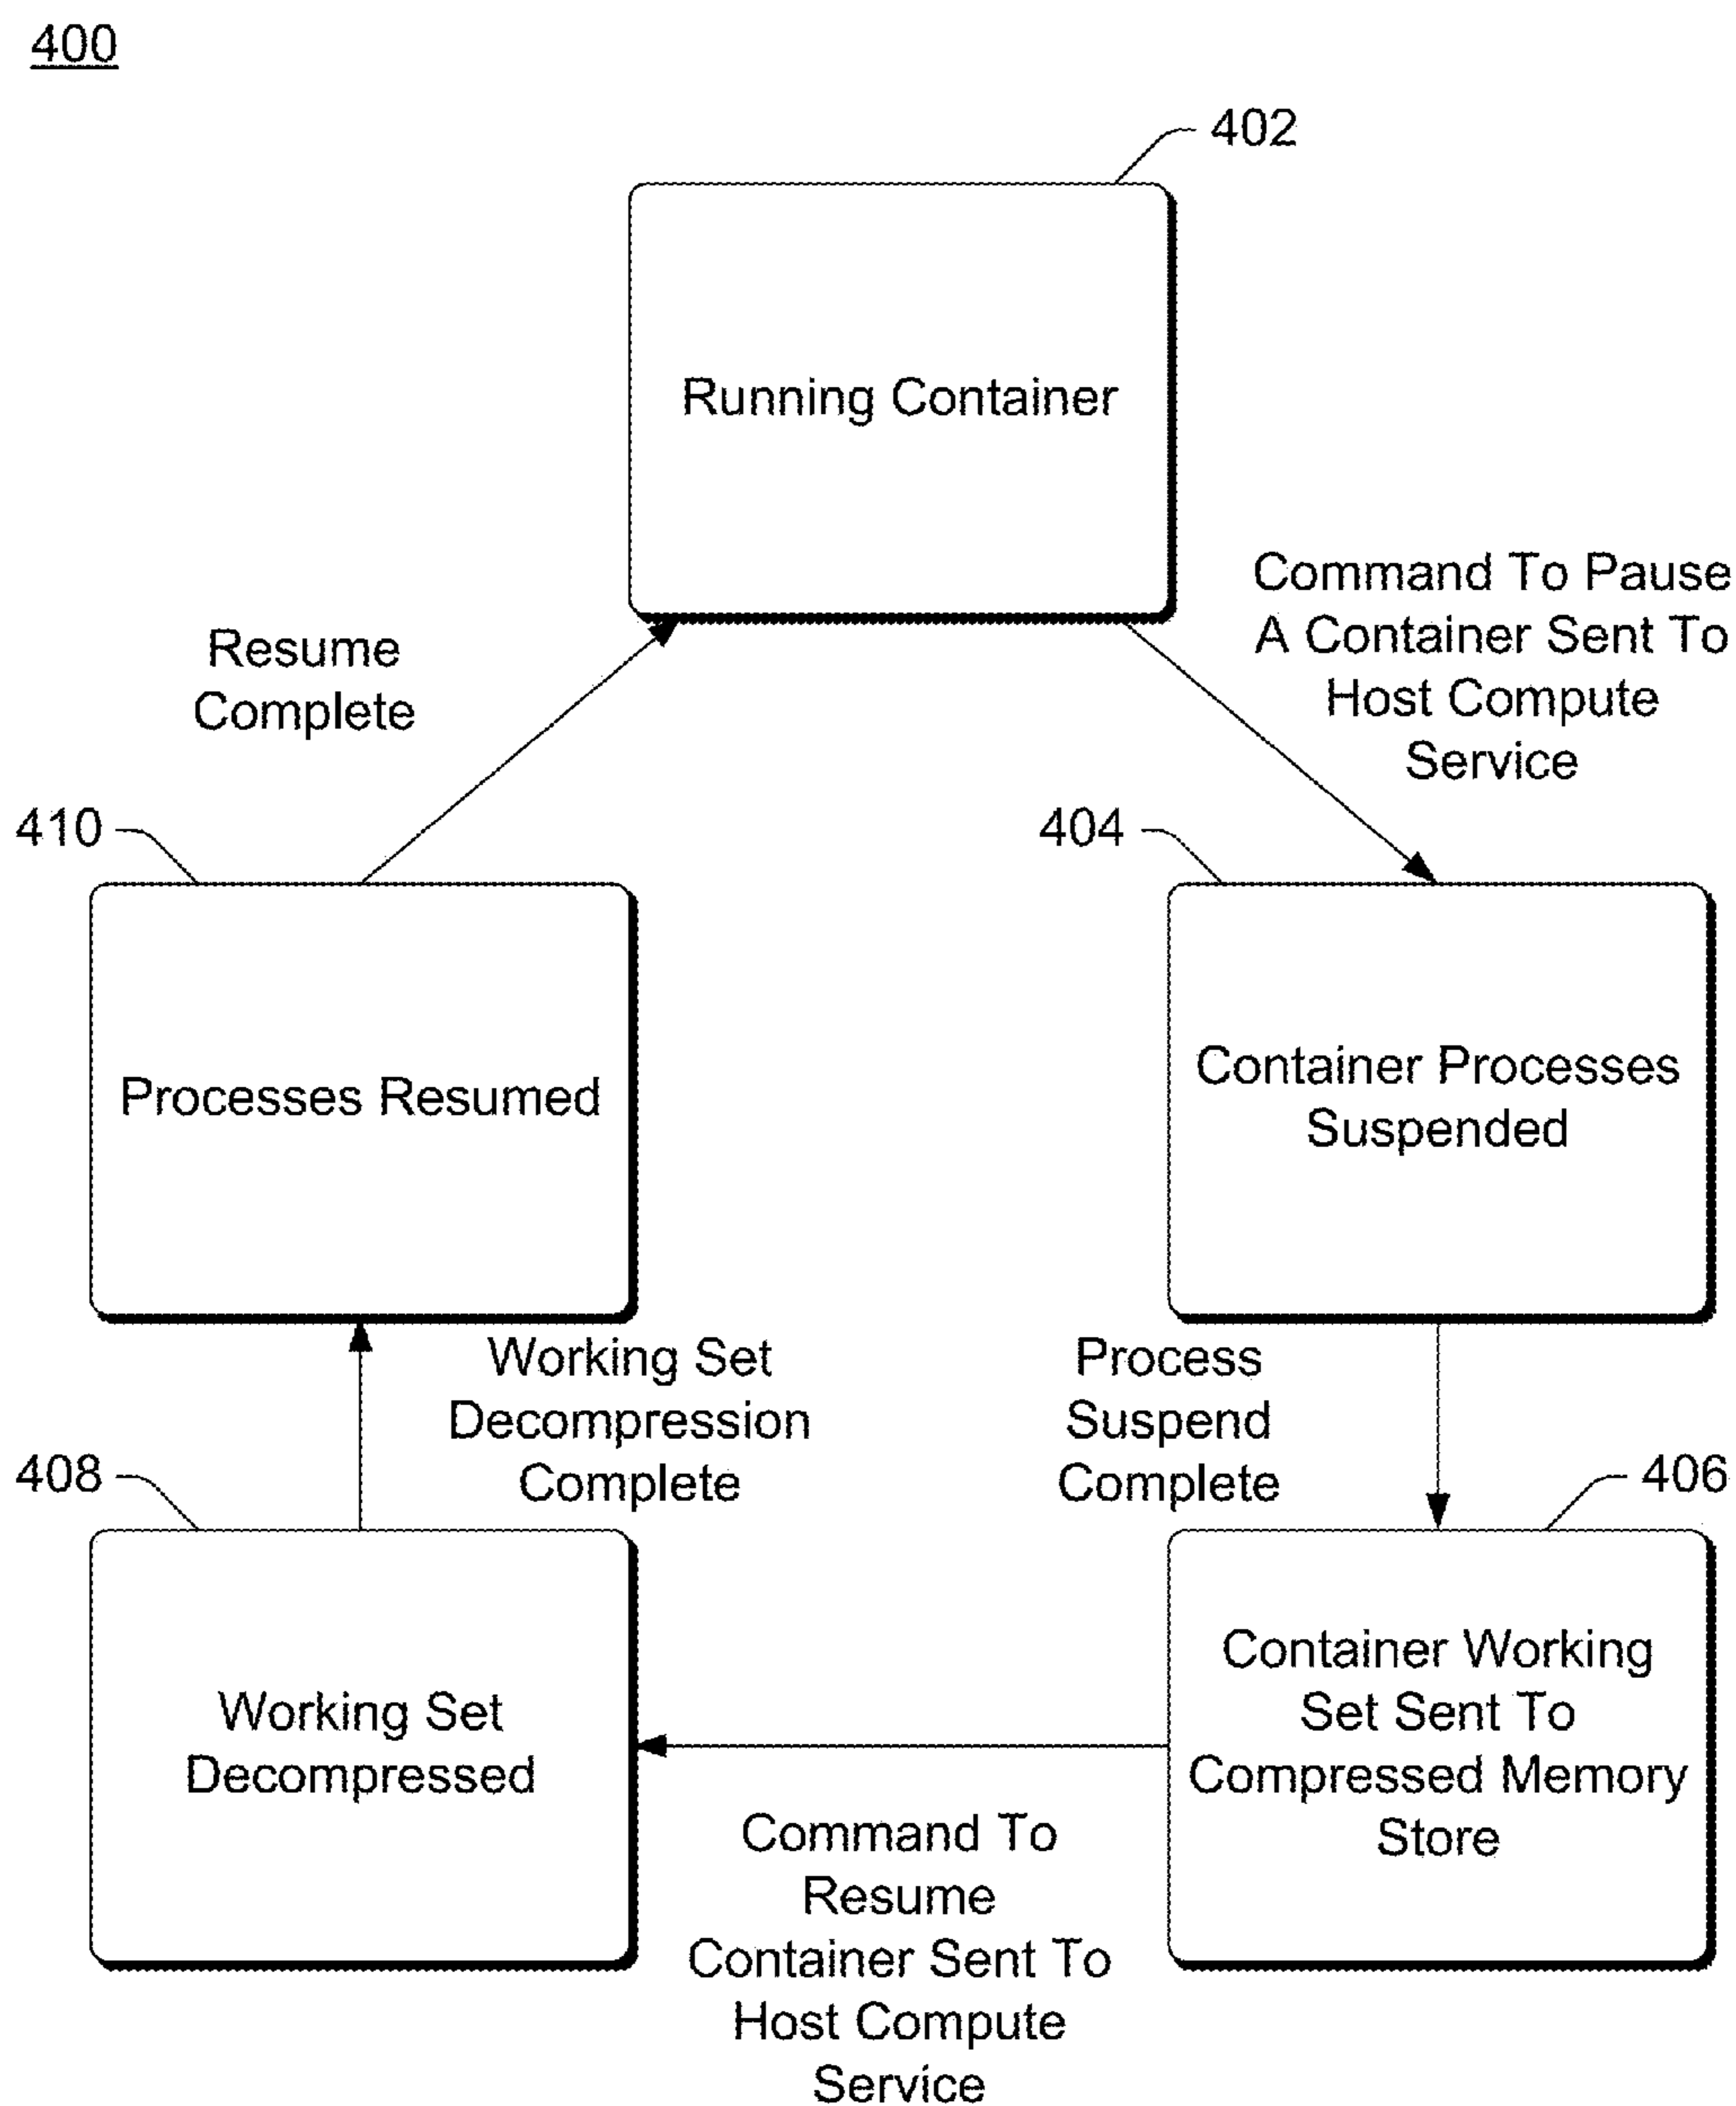 400
402
Running Container
Command To Pause
A Container Sent To
Host Compute
Service
Resume
Complete
410
404
Processes Resumed
Container Processes
Suspended
Working Set
Decompression
Complete
Process
Suspend
Complete
408
406
Working Set
Decompressed
Container Working
Set Sent To
Compressed Memory
Store
Command To
Resume
Container Sent To
Host Compute
Service